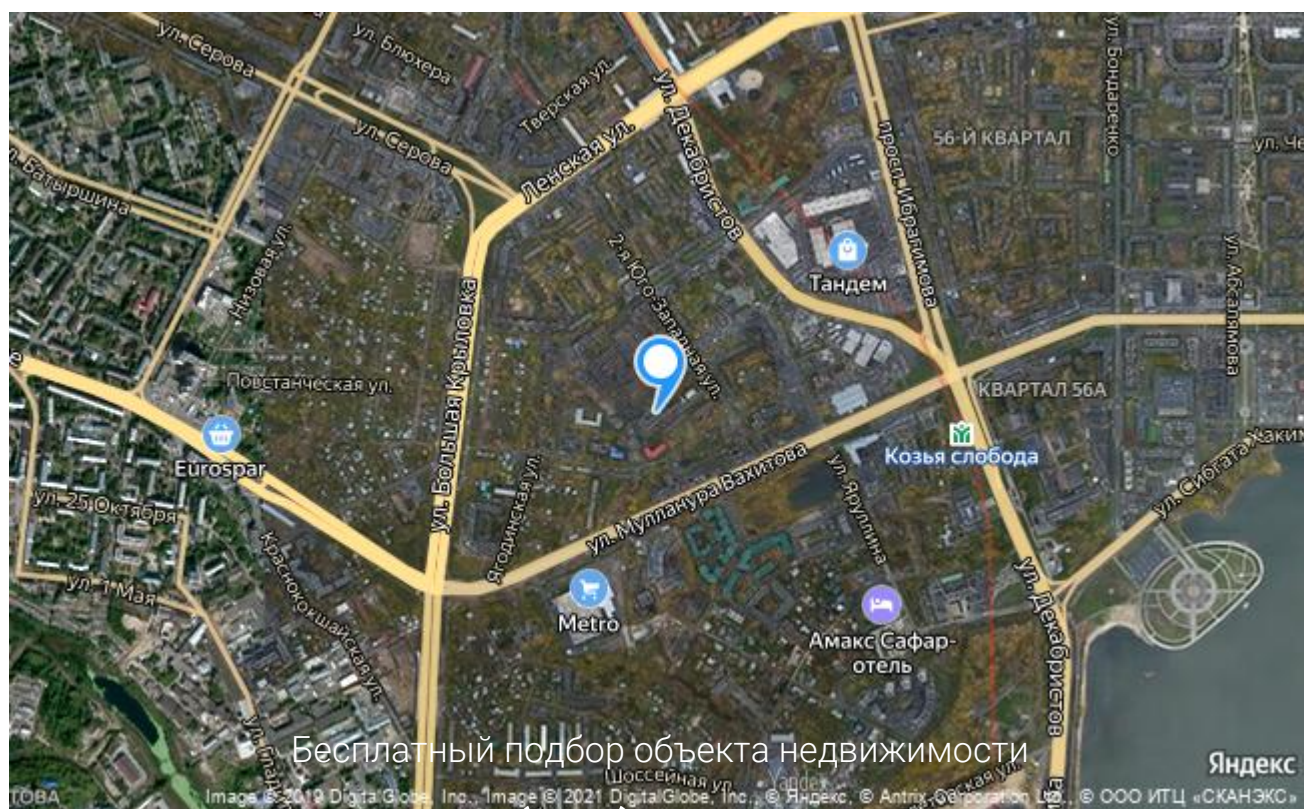 ул. Серова
ул. Блюхера
Тверская ул.
ул. Декабристов
56-Й КВАРТАЛ
ул. Бондаренко
ул. Че
ул. Серова
Ленская ул.
просп. Ибрагимова
л. Батыршина
Низовая ул.
2-я Юго-Западная ул.
Тандем
ул. Абсалямова
ул. Большая Крыловка
Повстанческая ул.
КВАРТАЛ 56А
Eurospar
Козья слобода
ул. Сибгата Хаким
ул. 25 Октября
Ягодинская ул.
ул. Мулланура Вахитова
ул. Яруллина
Краснококшайская ул.
ул. 1 Мая
Metro
Амакс Сафар-
отель
ул. Декабристов
Бесплатный подбор объекта недвижимости
Шоссейная ул.
Яндекс
Yandex
ТОВА
Image © 2019 DigitalGlobe, Inc., Image © 2021 DigitalGlobe, Inc., © Яндекс, © Antrix Corporation Ltd., © ООО ИТЦ «СКАНЭКС»